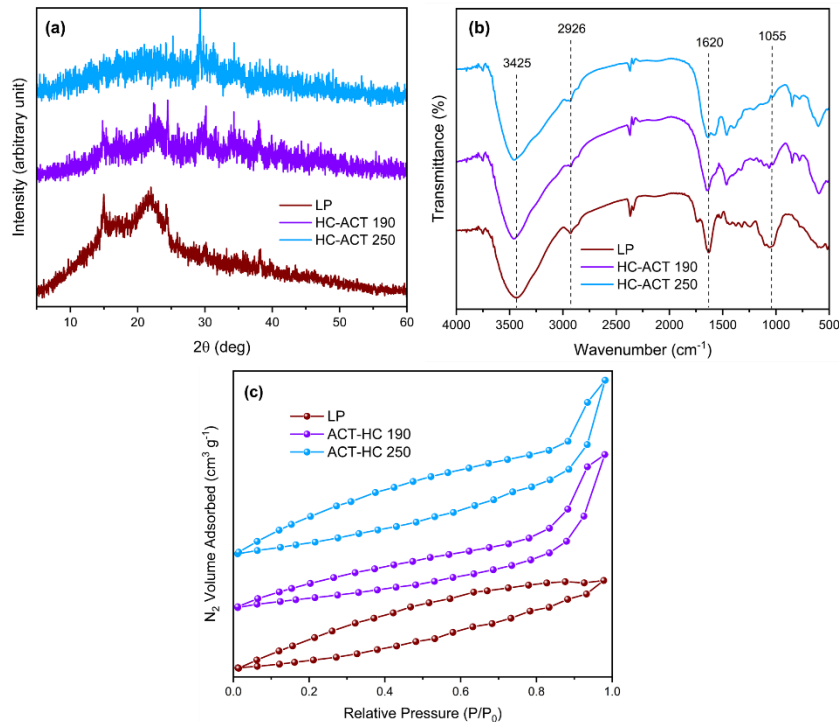 (a)
Intensity (arbitrary unit)
LP
HC-ACT 190
HC-ACT 250
10 20 30 40 50 60
2θ (deg)
(b)
3425
2926
1620
1055
Transmittance (%)
LP
HC-ACT 190
HC-ACT 250
4000 3500 3000 2500 2000 1500 1000 500
Wavenumber (cm⁻¹)
(c)
LP
ACT-HC 190
ACT-HC 250
N₂ Volume Adsorbed (cm³ g⁻¹)
0.0 0.2 0.4 0.6 0.8 1.0
Relative Pressure (P/P₀)